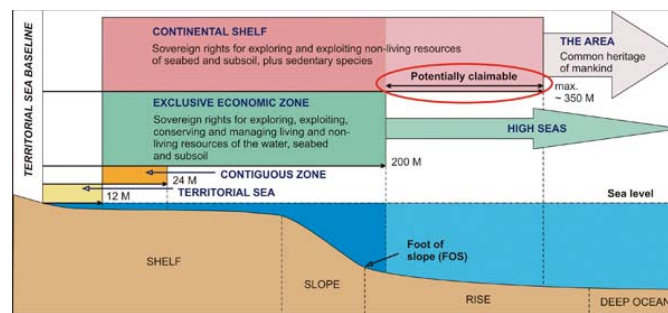 TERRITORIAL SEA BASELINE
CONTINENTAL SHELF
Sovereign rights for exploring and exploiting non-living resources
of seabed and subsoil, plus sedentary species
THE AREA
Common heritage
of mankind
Potentially claimable
max.
~ 350 M
EXCLUSIVE ECONOMIC ZONE
Sovereign rights for exploring, exploiting,
conserving and managing living and non-
living resources of the water, seabed
and subsoil
HIGH SEAS
200 M
CONTIGUOUS ZONE
24 M
TERRITORIAL SEA
12 M
Sea level
Foot of
slope (FOS)
SHELF
SLOPE
RISE
DEEP OCEAN